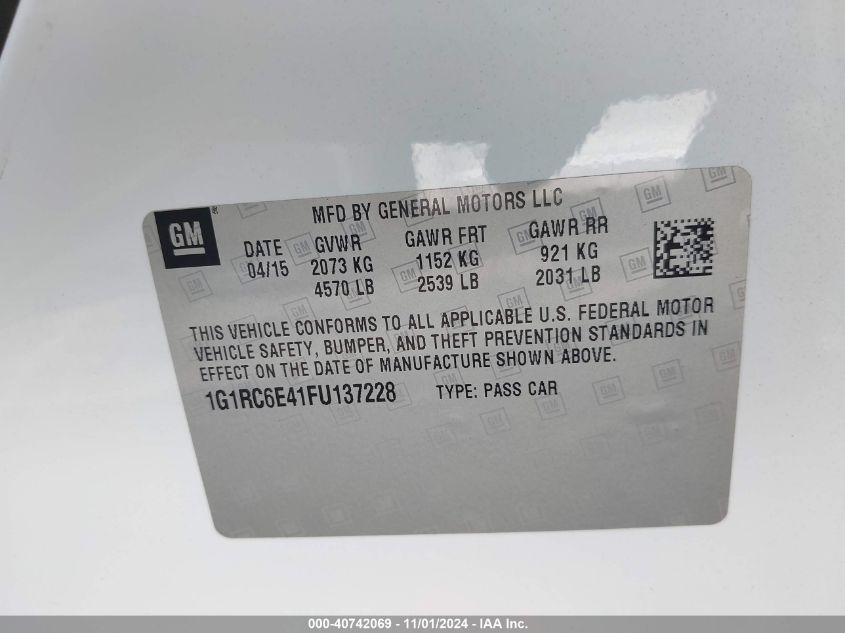 GM
MFD BY GENERAL MOTORS LLC
DATE GVWR GAWR FRT GAWR RR
04/15 2073 KG 1152 KG 921 KG
4570 LB 2539 LB 2031 LB
THIS VEHICLE CONFORMS TO ALL APPLICABLE U.S. FEDERAL MOTOR
VEHICLE SAFETY, BUMPER, AND THEFT PREVENTION STANDARDS IN
EFFECT ON THE DATE OF MANUFACTURE SHOWN ABOVE.
1G1RC6E41FU137228 TYPE: PASS CAR
000-40742069 - 11/01/2024 - IAA Inc.